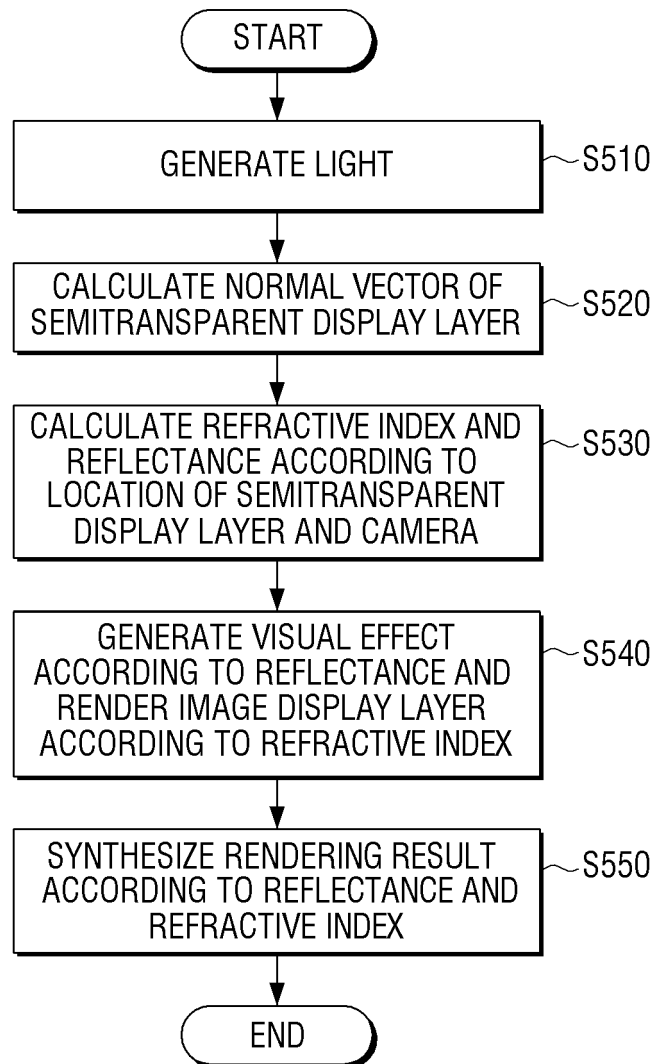 START
GENERATE LIGHT
S510
CALCULATE NORMAL VECTOR OF
SEMITRANSPARENT DISPLAY LAYER
S520
CALCULATE REFRACTIVE INDEX AND
REFLECTANCE ACCORDING TO
LOCATION OF SEMITRANSPARENT
DISPLAY LAYER AND CAMERA
S530
GENERATE VISUAL EFFECT
ACCORDING TO REFLECTANCE AND
RENDER IMAGE DISPLAY LAYER
ACCORDING TO REFRACTIVE INDEX
S540
SYNTHESIZE RENDERING RESULT
ACCORDING TO REFLECTANCE AND
REFRACTIVE INDEX
S550
END